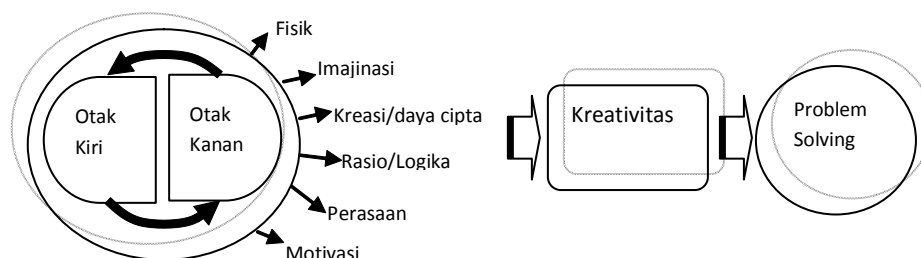 Otak
Kiri
Otak
Kanan
Fisik
Imajinasi
Kreasi/daya cipta
Rasio/Logika
Perasaan
Motivasi
Kreativitas
Problem
Solving